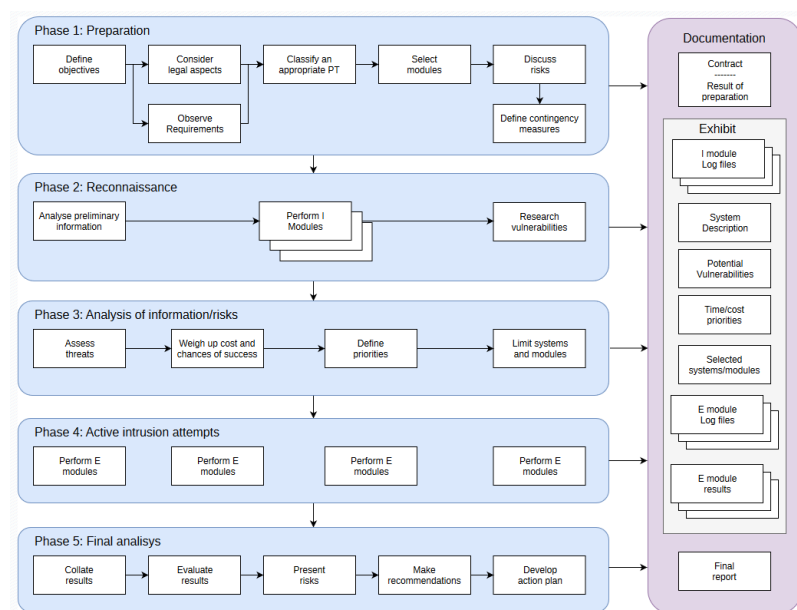 Phase 1: Preparation
Define
objectives
Consider
legal aspects
Classify an
appropriate PT
Select
modules
Discuss
risks
Observe
Requirements
Define contingency
measures
Phase 2: Reconnaissance
Analyse preliminary
information
Perform I
Modules
Research
vulnerabilities
Phase 3: Analysis of information/risks
Assess
threats
Weigh up cost and
chances of success
Define
priorities
Limit systems
and modules
Phase 4: Active intrusion attempts
Perform E
modules
Perform E
modules
Perform E
modules
Perform E
modules
Phase 5: Final analisys
Collate
results
Evaluate
results
Present
risks
Make
recommendations
Develop
action plan
Documentation
Contract
-------
Result of
preparation
Exhibit
I module
Log files
System
Description
Potential
Vulnerabilities
Time/cost
priorities
Selected
systems/modules
E module
Log files
E module
results
Final
report